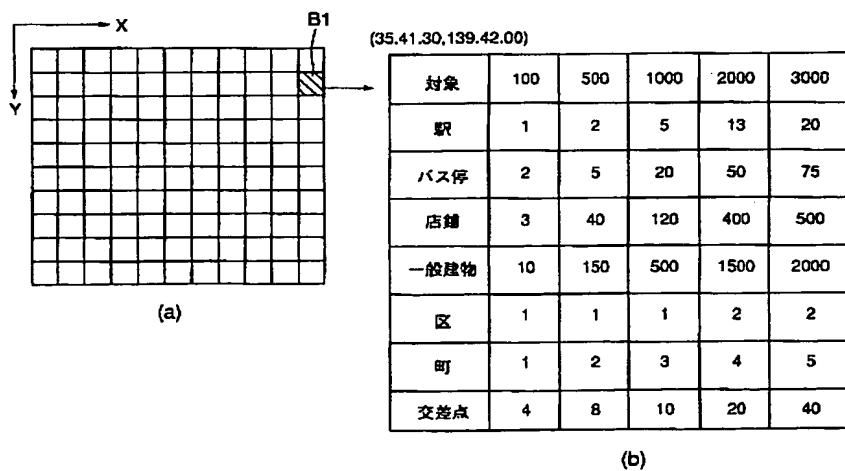 X
B1
Y
(a)
(35.41.30,139.42.00)
対象 100 500 1000 2000 3000
駅 1 2 5 13 20
バス停 2 5 20 50 75
店舗 3 40 120 400 500
一般建物 10 150 500 1500 2000
区 1 1 1 2 2
町 1 2 3 4 5
交差点 4 8 10 20 40
(b)